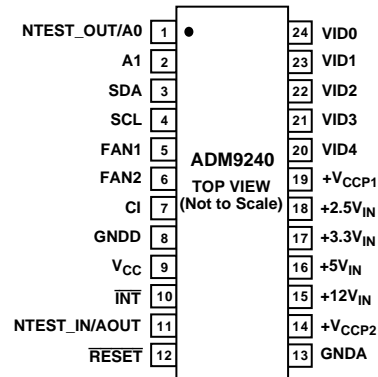 NTEST_OUT/A0 1 24 VID0
A1 2 23 VID1
SDA 3 22 VID2
SCL 4 21 VID3
FAN1 5 20 VID4
FAN2 6 19 +VCCP1
CI 7 18 +2.5VIN
GNDD 8 17 +3.3VIN
VCC 9 16 +5VIN
INT 10 15 +12VIN
NTEST_IN/AOUT 11 14 +VCCP2
RESET 12 13 GNDA
ADM9240
TOP VIEW
(Not to Scale)